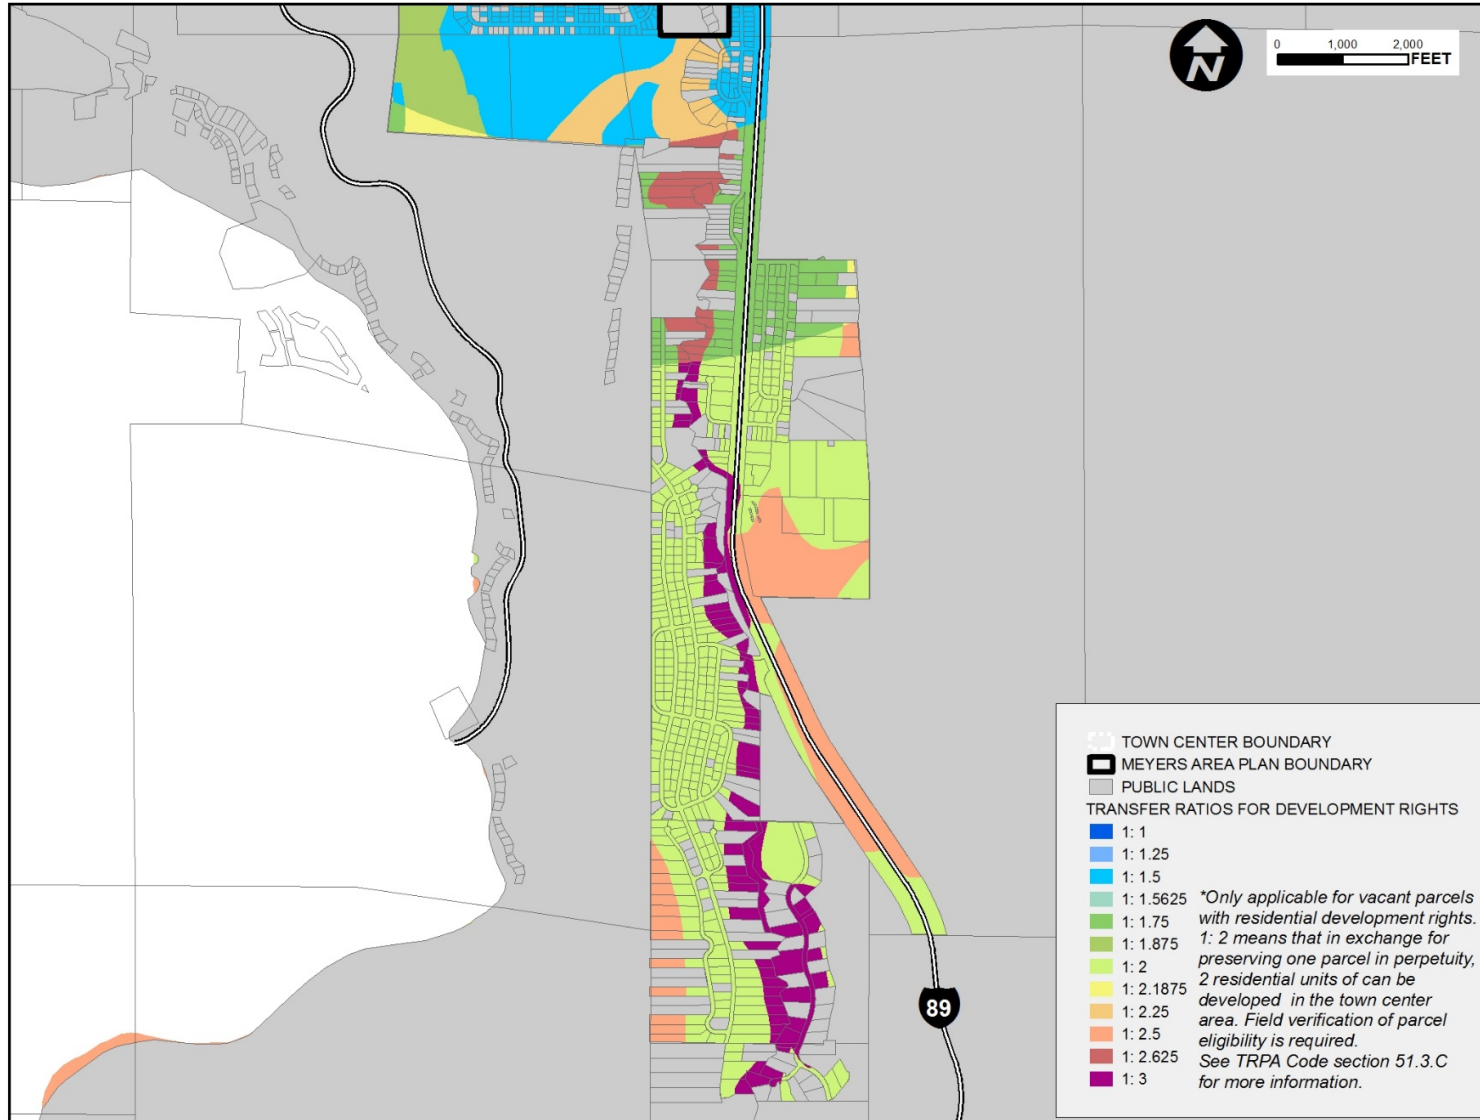 N
0 1,000 2,000
FEET
TOWN CENTER BOUNDARY
MEYERS AREA PLAN BOUNDARY
PUBLIC LANDS
TRANSFER RATIOS FOR DEVELOPMENT RIGHTS
1: 1
1: 1.25
1: 1.5
1: 1.5625
1: 1.75
1: 1.875
1: 2
1: 2.1875
1: 2.25
1: 2.5
1: 2.625
1: 3
*Only applicable for vacant parcels
with residential development rights.
1: 2 means that in exchange for
preserving one parcel in perpetuity,
2 residential units of can be
developed in the town center
area. Field verification of parcel
eligibility is required.
See TRPA Code section 51.3.C
for more information.
89